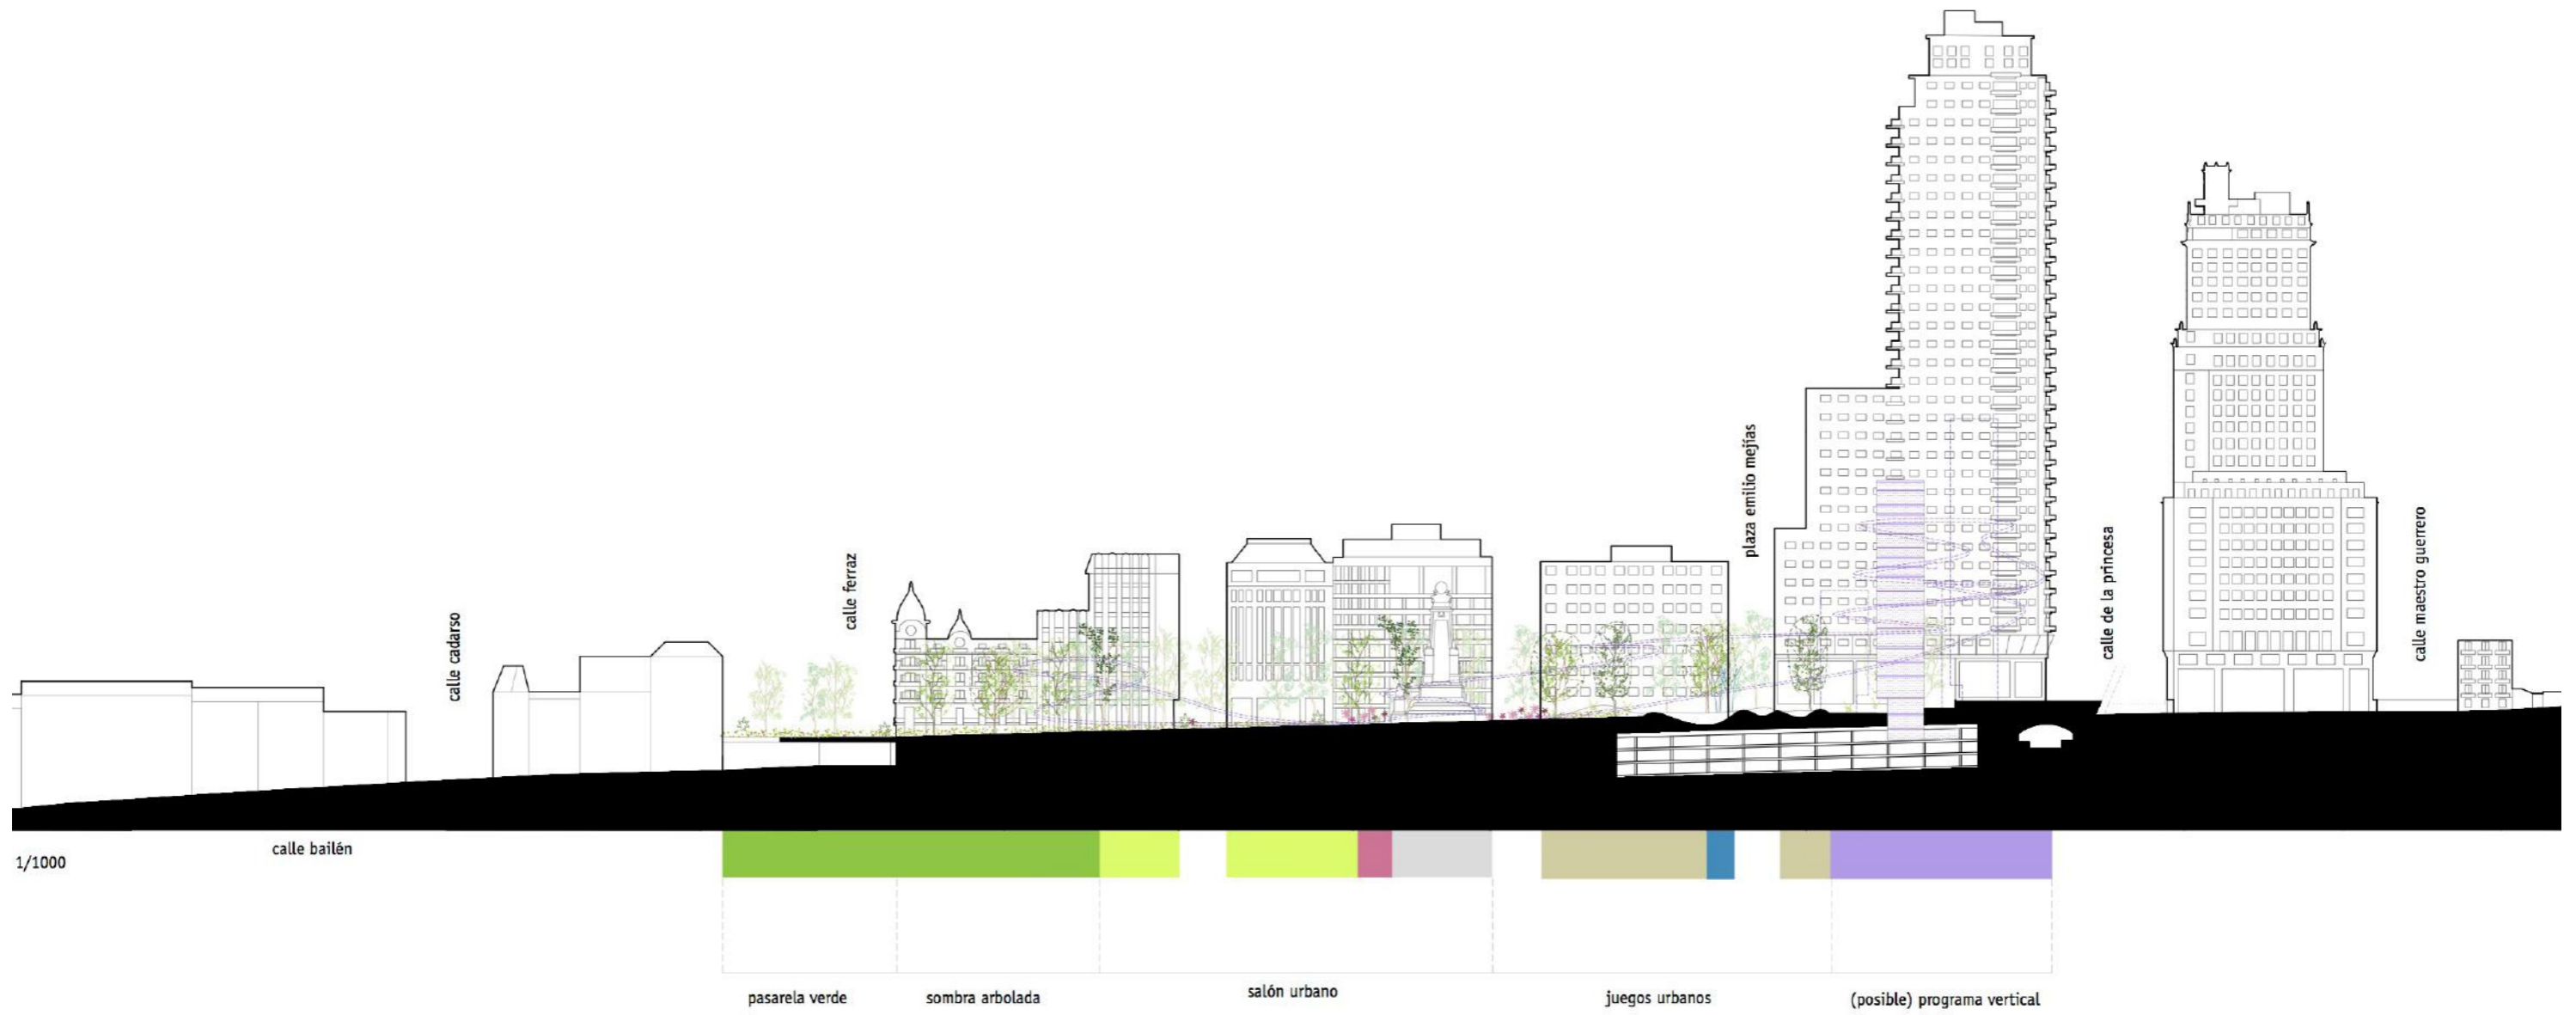 calle cadarso
calle ferraz
plaza emilio mejías
calle de la princesa
calle maestro guerrero
calle bailén
1/1000
pasarela verde
sombra arbolada
salón urbano
juegos urbanos
(posible) programa vertical